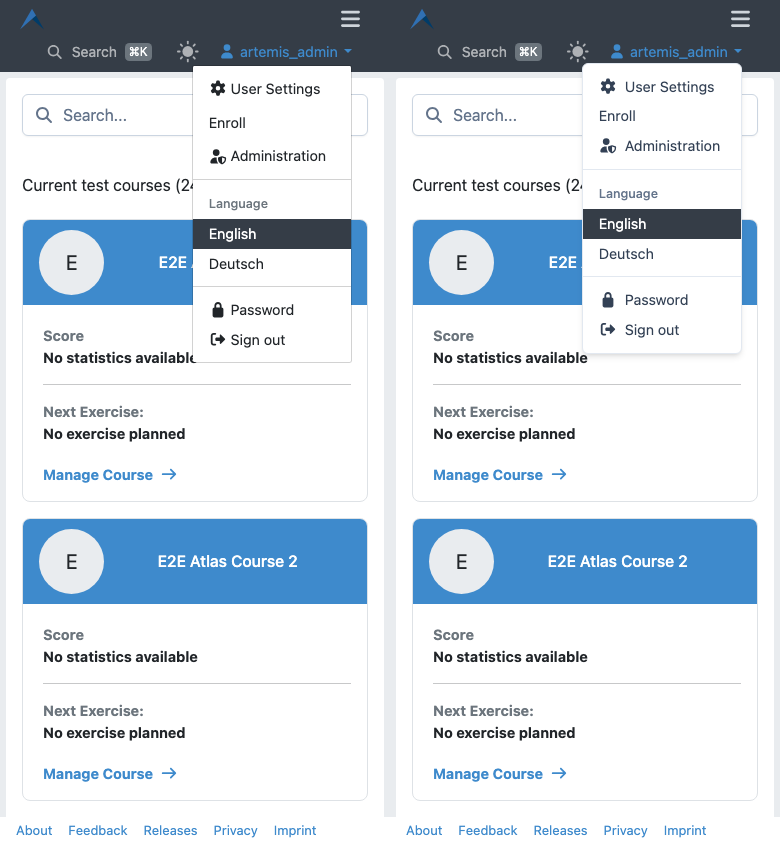 Search ⌘K artemis_admin
User Settings
Search...
Enroll
Administration
Current test courses (24
Language
English
E
E2E
Deutsch
Password
Score
Sign out
No statistics available
Next Exercise:
No exercise planned
Manage Course
E
E2E Atlas Course 2
Score
No statistics available
Next Exercise:
No exercise planned
Manage Course
About Feedback Releases Privacy Imprint
Search ⌘K artemis_admin
User Settings
Search...
Enroll
Administration
Current test courses (24
Language
English
E
E2E
Deutsch
Password
Score
Sign out
No statistics available
Next Exercise:
No exercise planned
Manage Course
E
E2E Atlas Course 2
Score
No statistics available
Next Exercise:
No exercise planned
Manage Course
About Feedback Releases Privacy Imprint